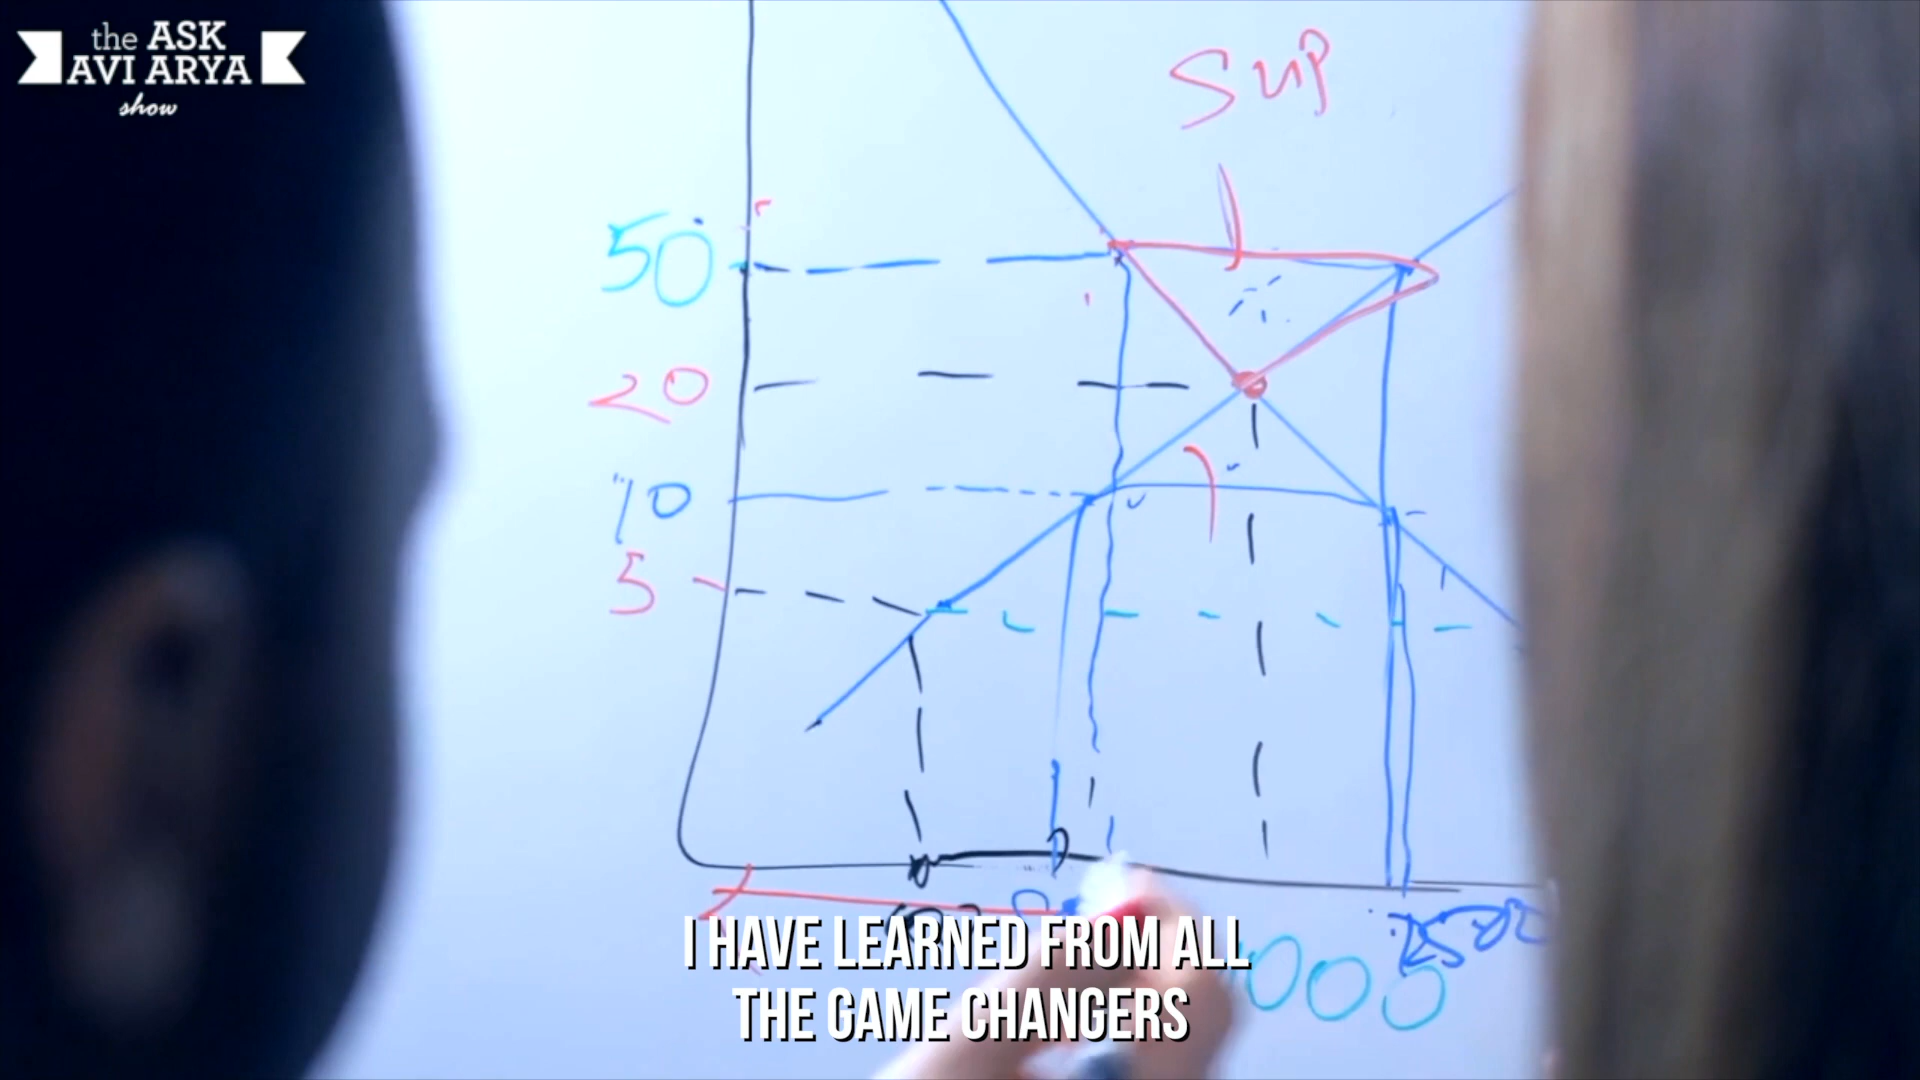 the ASK
AVI ARYA
show
Sup
50
20
10
5
I HAVE LEARNED FROM ALL
THE GAME CHANGERS